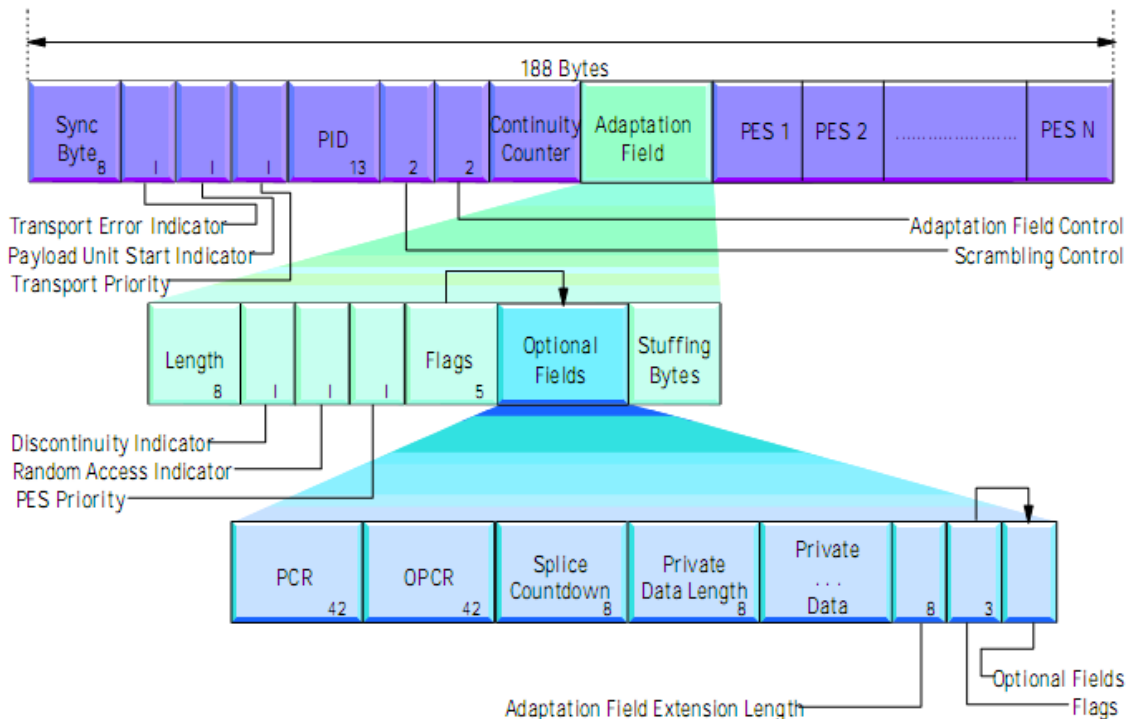 188 Bytes
Sync
Byte
8
1
1
1
PID
13
2
2
Continuity
Counter
Adaptation
Field
PES 1
PES 2
......................
PES N
Transport Error Indicator
Payload Unit Start Indicator
Transport Priority
Adaptation Field Control
Scrambling Control
Length
8
1
1
1
Flags
5
Optional
Fields
Stuffing
Bytes
Discontinuity Indicator
Random Access Indicator
PES Priority
PCR
42
OPCR
42
Splice
Countdown
8
Private
Data Length
8
Private
. . .
Data
8
3
Optional Fields
Flags
Adaptation Field Extension Length